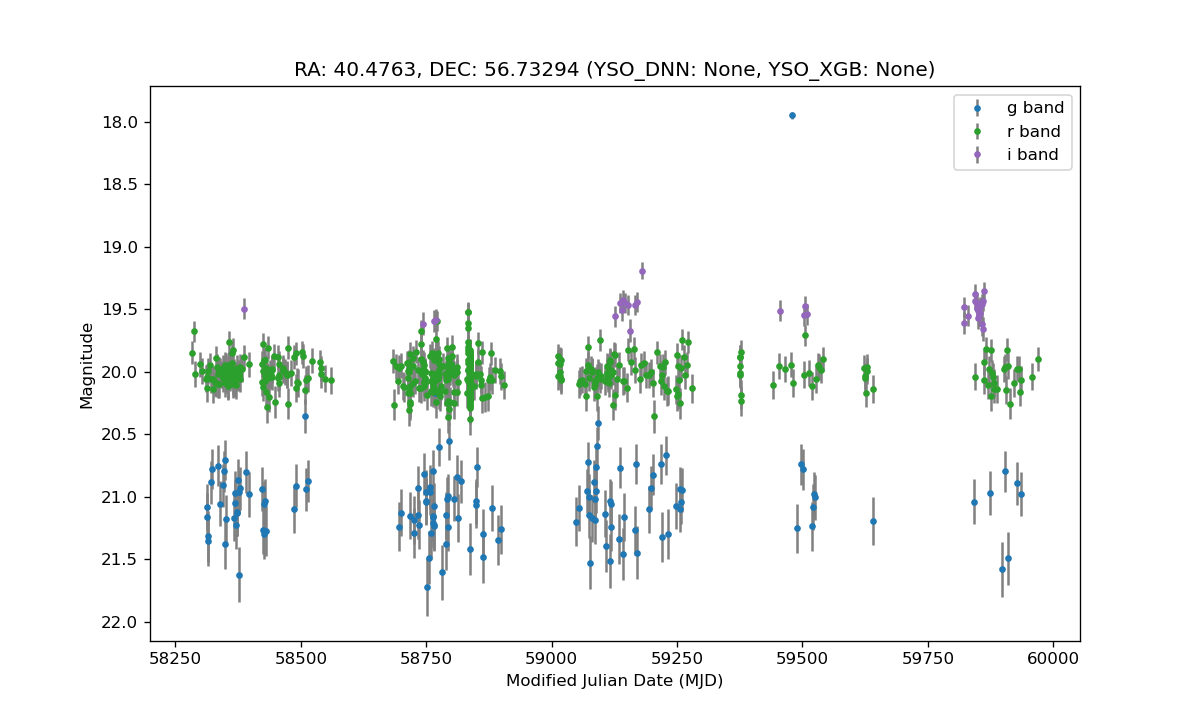 RA: 40.4763, DEC: 56.73294 (YSO_DNN: None, YSO_XGB: None)
g band
r band
i band
18.0
18.5
19.0
19.5
20.0
20.5
21.0
21.5
22.0
Magnitude
58250 58500 58750 59000 59250 59500 59750 60000
Modified Julian Date (MJD)